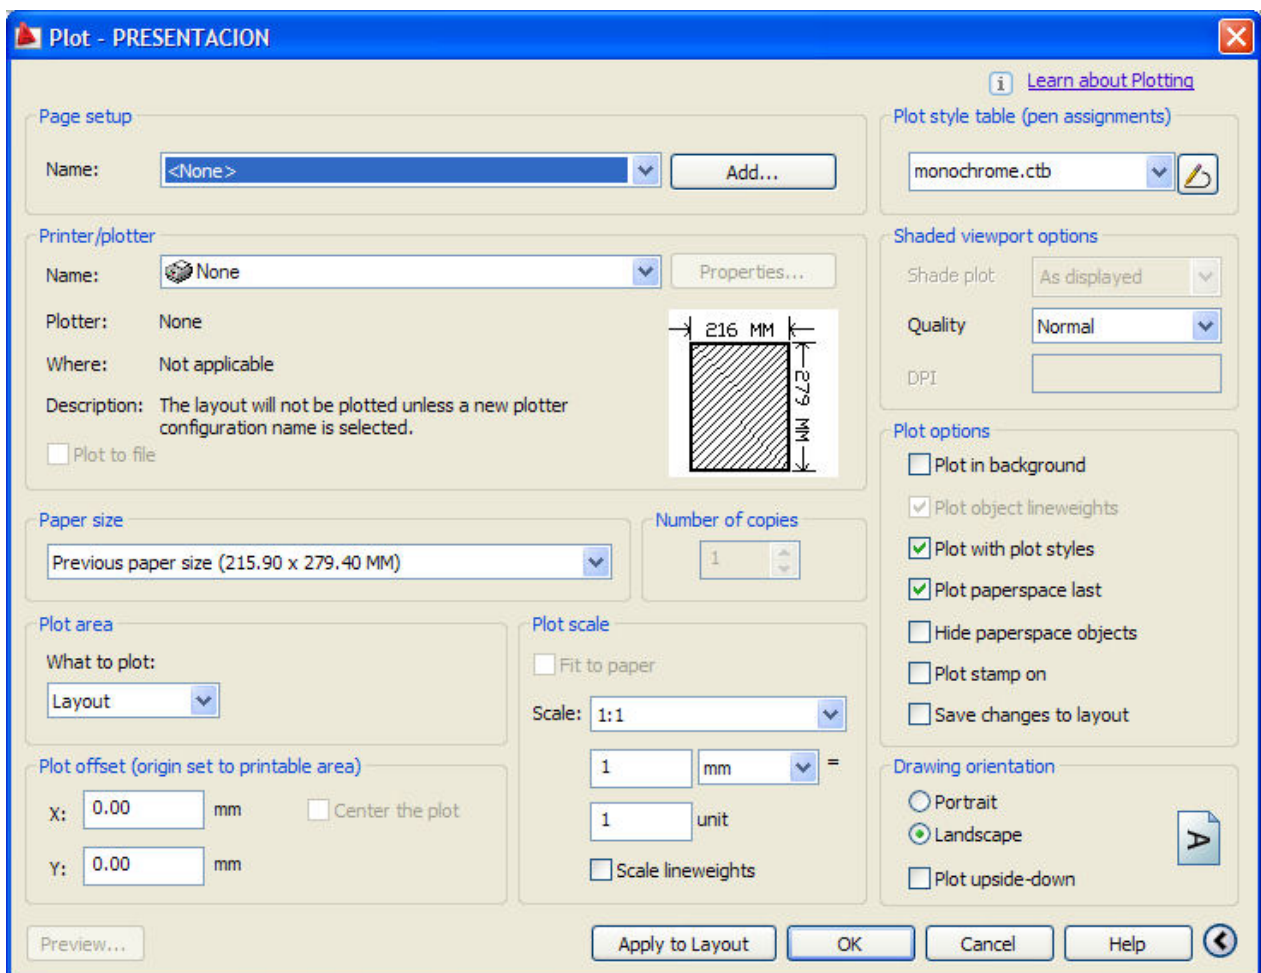 Plot - PRESENTACION
i Learn about Plotting
Page setup
Name: <None> Add...
Plot style table (pen assignments)
monochrome.ctb
Printer/plotter
Name: None Properties...
Plotter: None
Where: Not applicable
Description: The layout will not be plotted unless a new plotter
configuration name is selected.
Plot to file
216 MM
279 MM
Shaded viewport options
Shade plot As displayed
Quality Normal
DPI
Paper size
Previous paper size (215.90 x 279.40 MM)
Number of copies
1
Plot options
Plot in background
Plot object lineweights
Plot with plot styles
Plot paperspace last
Hide paperspace objects
Plot stamp on
Save changes to layout
Plot area
What to plot:
Layout
Plot scale
Fit to paper
Scale: 1:1
1 mm =
1 unit
Scale lineweights
Plot offset (origin set to printable area)
X: 0.00 mm Center the plot
Y: 0.00 mm
Drawing orientation
Portrait
Landscape
Plot upside-down
A
Preview... Apply to Layout OK Cancel Help